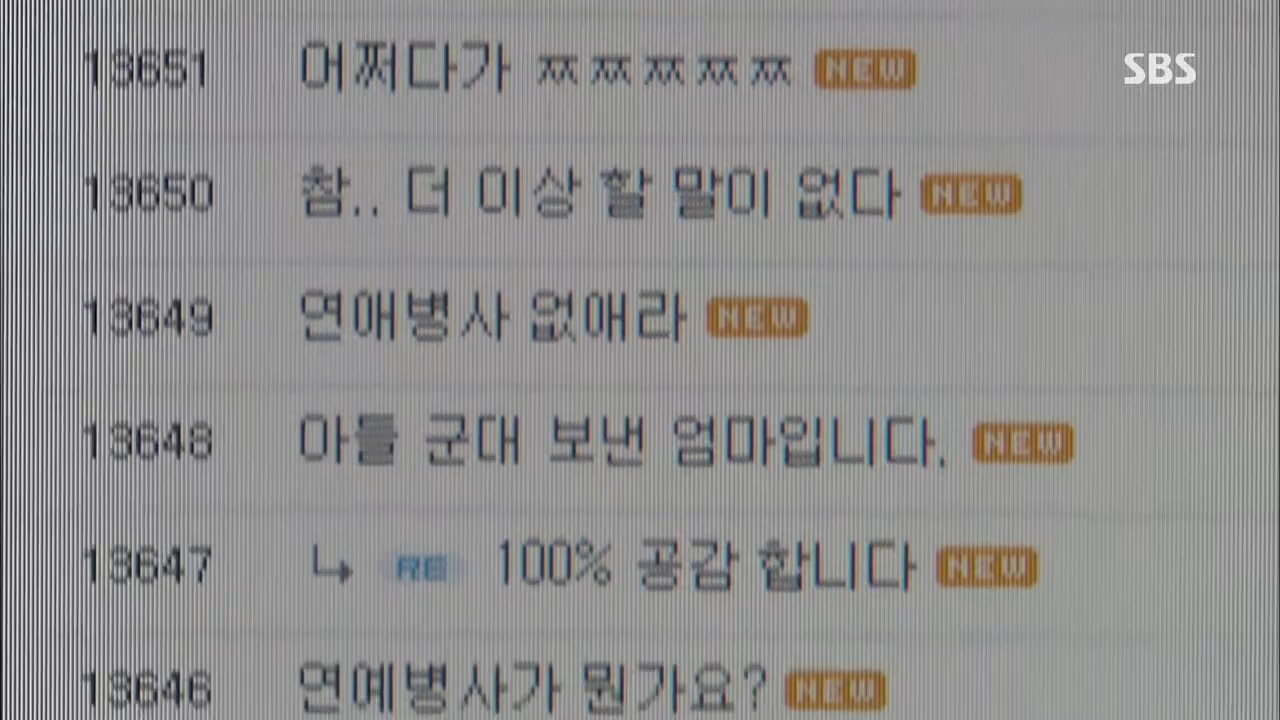 13651 어쩌다가 ㅉㅉㅉㅉㅉ NEW
SBS
13650 참.. 더 이상 할 말이 없다 NEW
13649 연애병사 없애라 NEW
13648 아들 군대 보낸 엄마입니다. NEW
13647 ↳ RE 100% 공감 합니다 NEW
13646 연예병사가 뭔가요? NEW